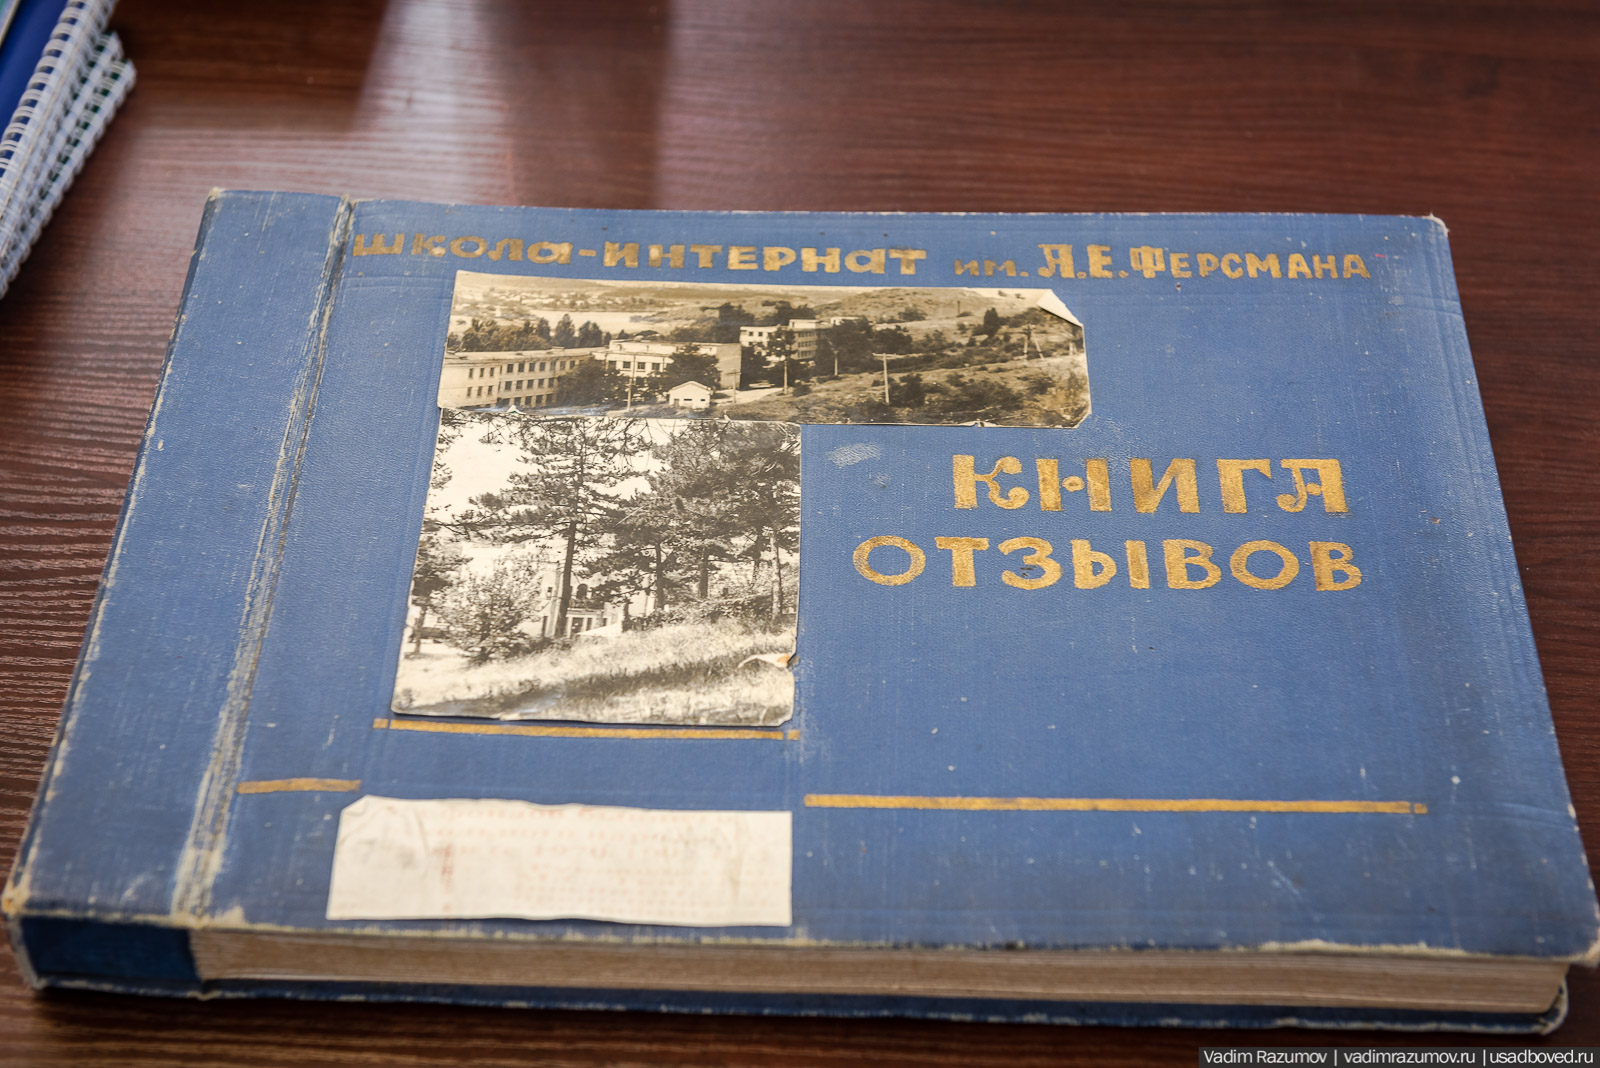 ШКОЛА-ИНТЕРНАТ им. А.Е.ФЕРСМАНА
КНИГА
ОТЗЫВОВ
Vadim Razumov | vadimrazumov.ru | usadboved.ru